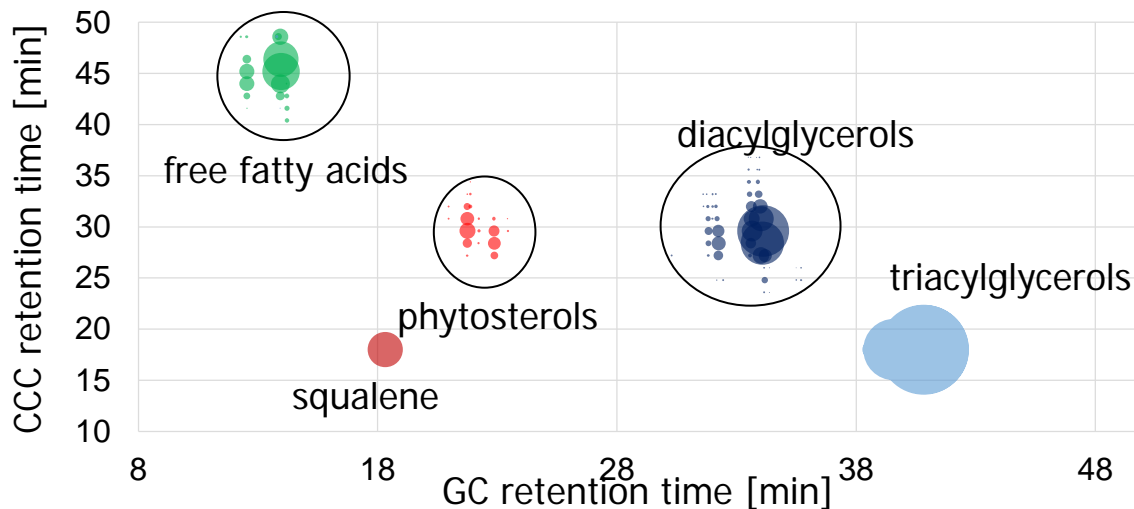 CCC retention time [min]
50
45
40
35
30
25
20
15
10
free fatty acids
diacylglycerols
phytosterols
triacylglycerols
squalene
8
18
28
38
48
GC retention time [min]